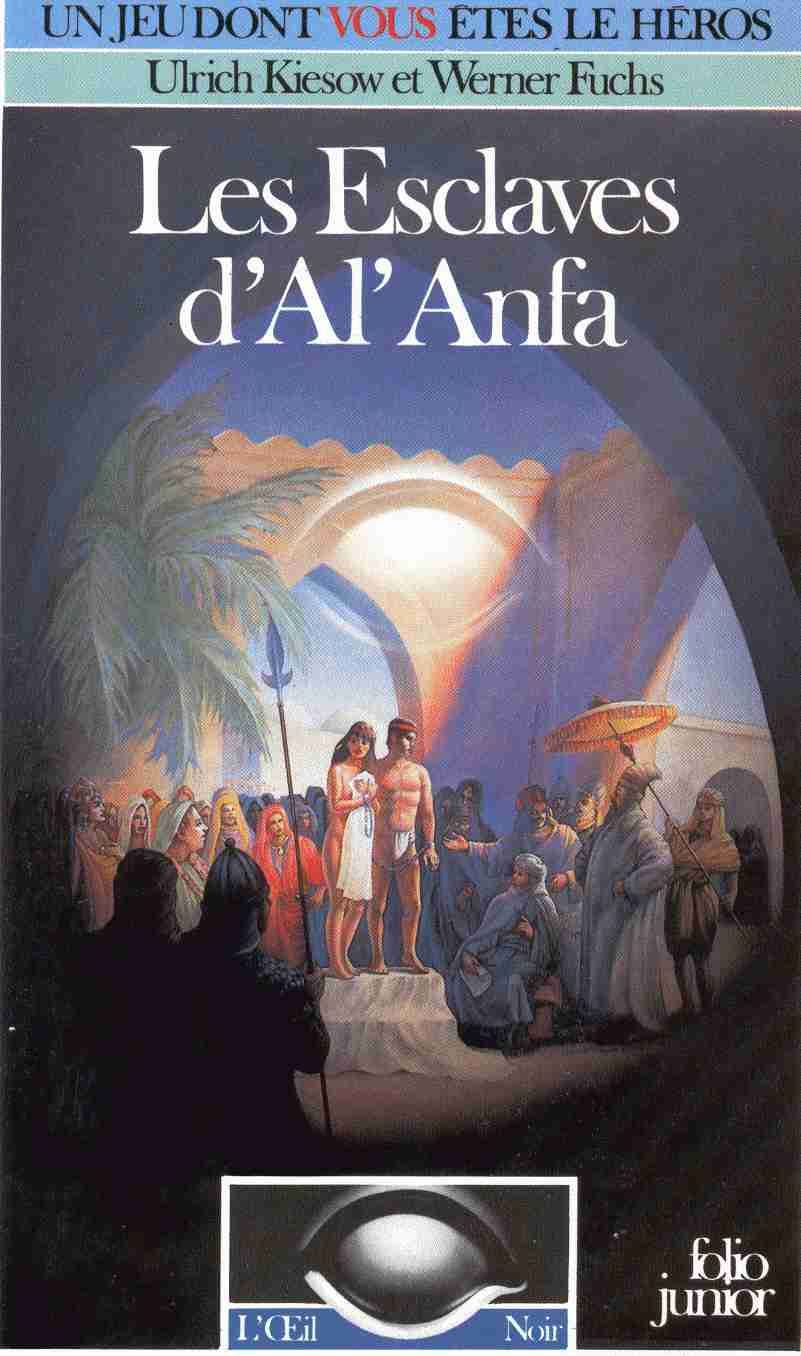 UN JEU DONT VOUS ÊTES LE HÉROS
Ulrich Kiesow et Werner Fuchs
Les Esclaves
d'Al'Anfa
L'Œil Noir
folio
junior